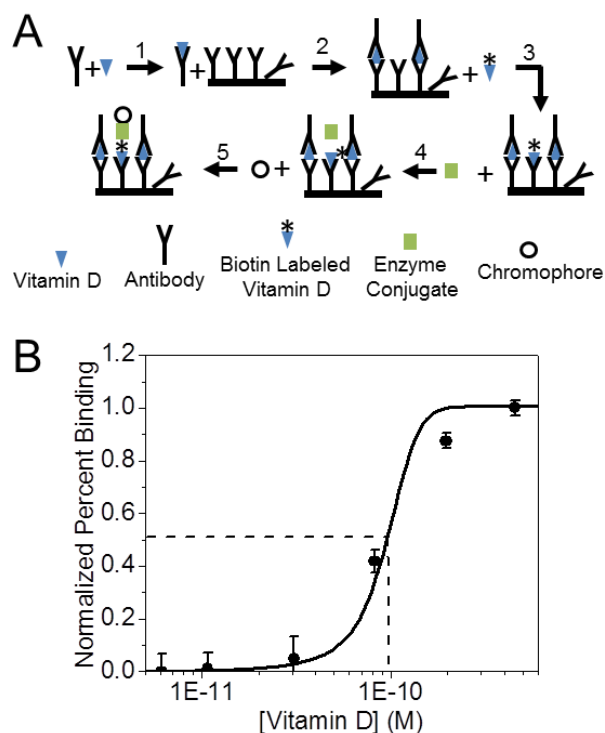 A
1
2
3
+
+
+
*
*
*
*
5
4
+
+
*
Vitamin D
Antibody
Biotin Labeled
Vitamin D
Enzyme
Conjugate
Chromophore
B
Normalized Percent Binding
1.2
1.0
0.8
0.6
0.4
0.2
0.0
1E-11
1E-10
[Vitamin D] (M)